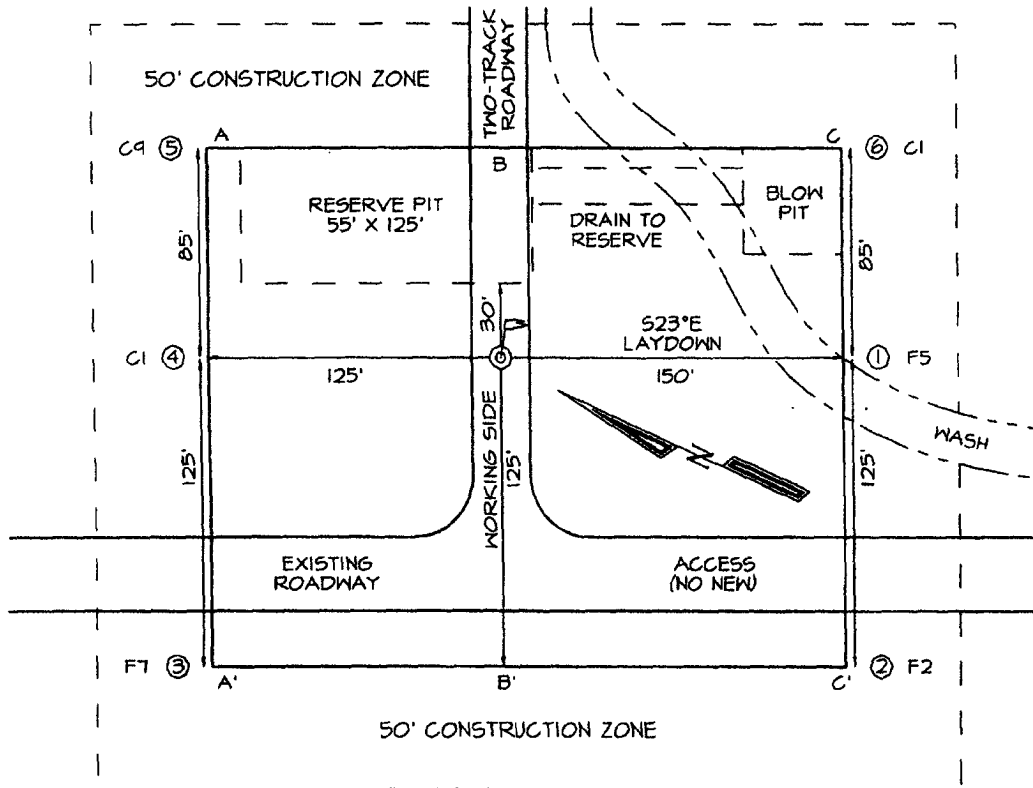 50' CONSTRUCTION ZONE
TWO-TRACK
ROADWAY
A
C
C9 ⑤
⑥ C1
B
RESERVE PIT
55' X 125'
BLOW
PIT
DRAIN TO
RESERVE
85'
85'
30'
S23°E
LAYDOWN
C1 ④
① F5
125'
150'
WASH
N
WORKING SIDE
125'
125'
125'
EXISTING
ROADWAY
ACCESS
(NO NEW)
F7 ③
② F2
A'
B'
C'
50' CONSTRUCTION ZONE